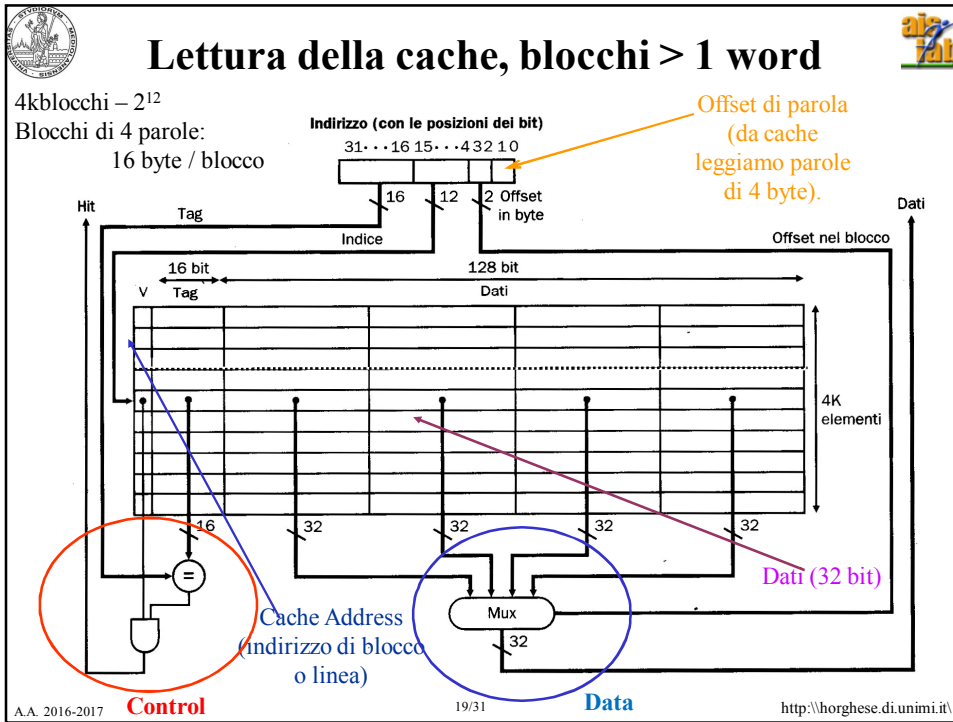 Lettura della cache, blocchi > 1 word
4kblocchi – 2¹²
Blocchi di 4 parole:
16 byte / blocco
Offset di parola
(da cache
leggiamo parole
di 4 byte).
Indirizzo (con le posizioni dei bit)
31···16 15···4 3 2 1 0
16 12 2 Offset
in byte
Hit
Tag
Dati
Indice
Offset nel blocco
16 bit 128 bit
V Tag Dati
4K
elementi
16 32 32 32 32
=
Dati (32 bit)
Mux
Cache Address
(indirizzo di blocco
o linea)
32
A.A. 2016-2017 Control 19/31 Data http:\\horghese.di.unimi.it\